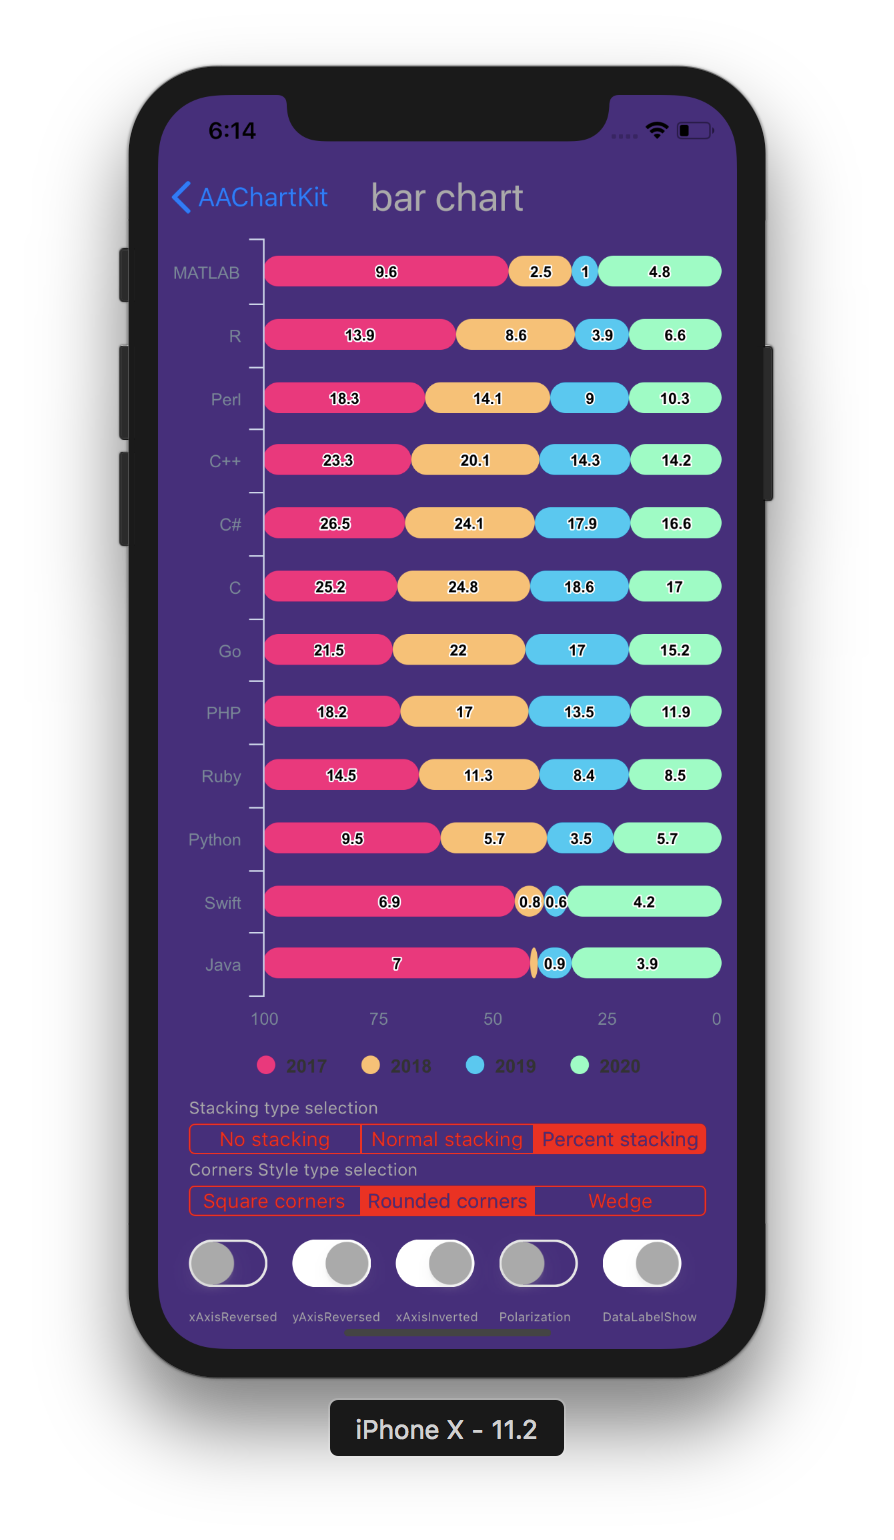 6:14
AAChartKit bar chart
MATLAB 9.6 2.5 1 4.8
R 13.9 8.6 3.9 6.6
Perl 18.3 14.1 9 10.3
C++ 23.3 20.1 14.3 14.2
C# 26.5 24.1 17.9 16.6
C 25.2 24.8 18.6 17
Go 21.5 22 17 15.2
PHP 18.2 17 13.5 11.9
Ruby 14.5 11.3 8.4 8.5
Python 9.5 5.7 3.5 5.7
Swift 6.9 0.8 0.6 4.2
Java 7 0.9 3.9
100 75 50 25 0
2017 2018 2019 2020
Stacking type selection
No stacking Normal stacking Percent stacking
Corners Style type selection
Square corners Rounded corners Wedge
xAxisReversed yAxisReversed xAxisInverted Polarization DataLabelShow
iPhone X - 11.2